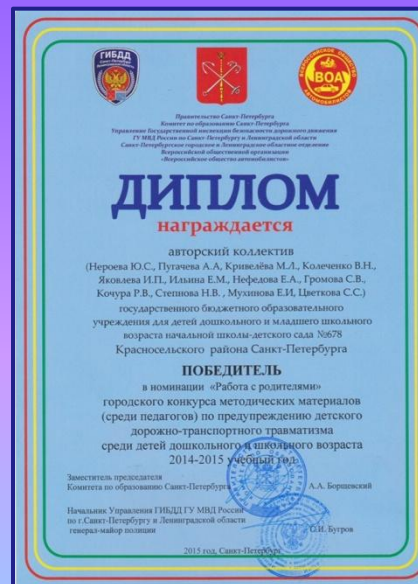 ГИБДД
ВСЕРОССИЙСКОЕ ОБЩЕСТВО
ВОА
АВТОМОБИЛИСТОВ
Правительство Санкт-Петербурга
Комитет по образованию Санкт-Петербурга
Управление Государственной инспекции безопасности дорожного движения
ГУ МВД России по Санкт-Петербургу и Ленинградской области
Санкт-Петербургское городское и Ленинградское областное отделение
Всероссийской общественной организации
«Всероссийское общество автомобилистов»
ДИПЛОМ
награждается
авторский коллектив
(Нероева Ю.С., Пугачева А.А, Кривелёва М.Л., Колеченко В.Н.,
Яковлева И.П., Ильина Е.М., Нефедова Е.А., Громова С.В.,
Кочура Р.В., Степнова Н.В. , Мухинова Е.И, Цветкова С.С.)
государственного бюджетного образовательного
учреждения для детей дошкольного и младшего школьного
возраста начальной школы-детского сада №678
Красносельского района Санкт-Петербурга
ПОБЕДИТЕЛЬ
в номинации «Работа с родителями»
городского конкурса методических материалов
(среди педагогов) по предупреждению детского
дорожно-транспортного травматизма
среди детей дошкольного и школьного возраста
2014-2015 учебный год
Заместитель председателя
Комитета по образованию Санкт-Петербурга А.А. Борщевский
Начальник Управления ГИБДД ГУ МВД России
по г.Санкт-Петербургу и Ленинградской области
генерал-майор полиции С.И. Бугров
2015 год, Санкт-Петербург